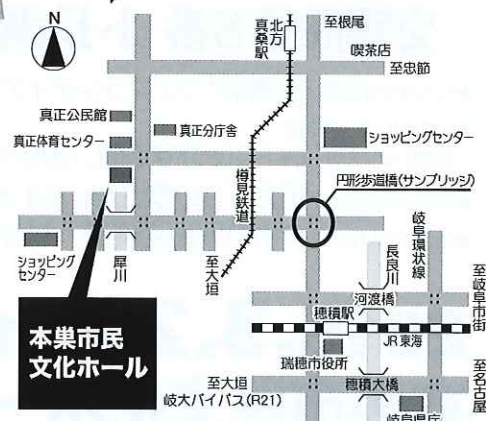 N
北方
真桑駅
至根尾
喫茶店
至忠節
真正公民館
真正体育センター
真正分庁舎
ショッピングセンター
樽見鉄道
円形歩道橋(サンブリッジ)
ショッピング
センター
犀川
至大垣
長良川
岐阜環状線
至岐阜市街
河渡橋
穂積駅
JR東海
本巣市民
文化ホール
瑞穂市役所
至大垣
穂積大橋
岐大バイパス(R21)
至名古屋
岐阜県庁